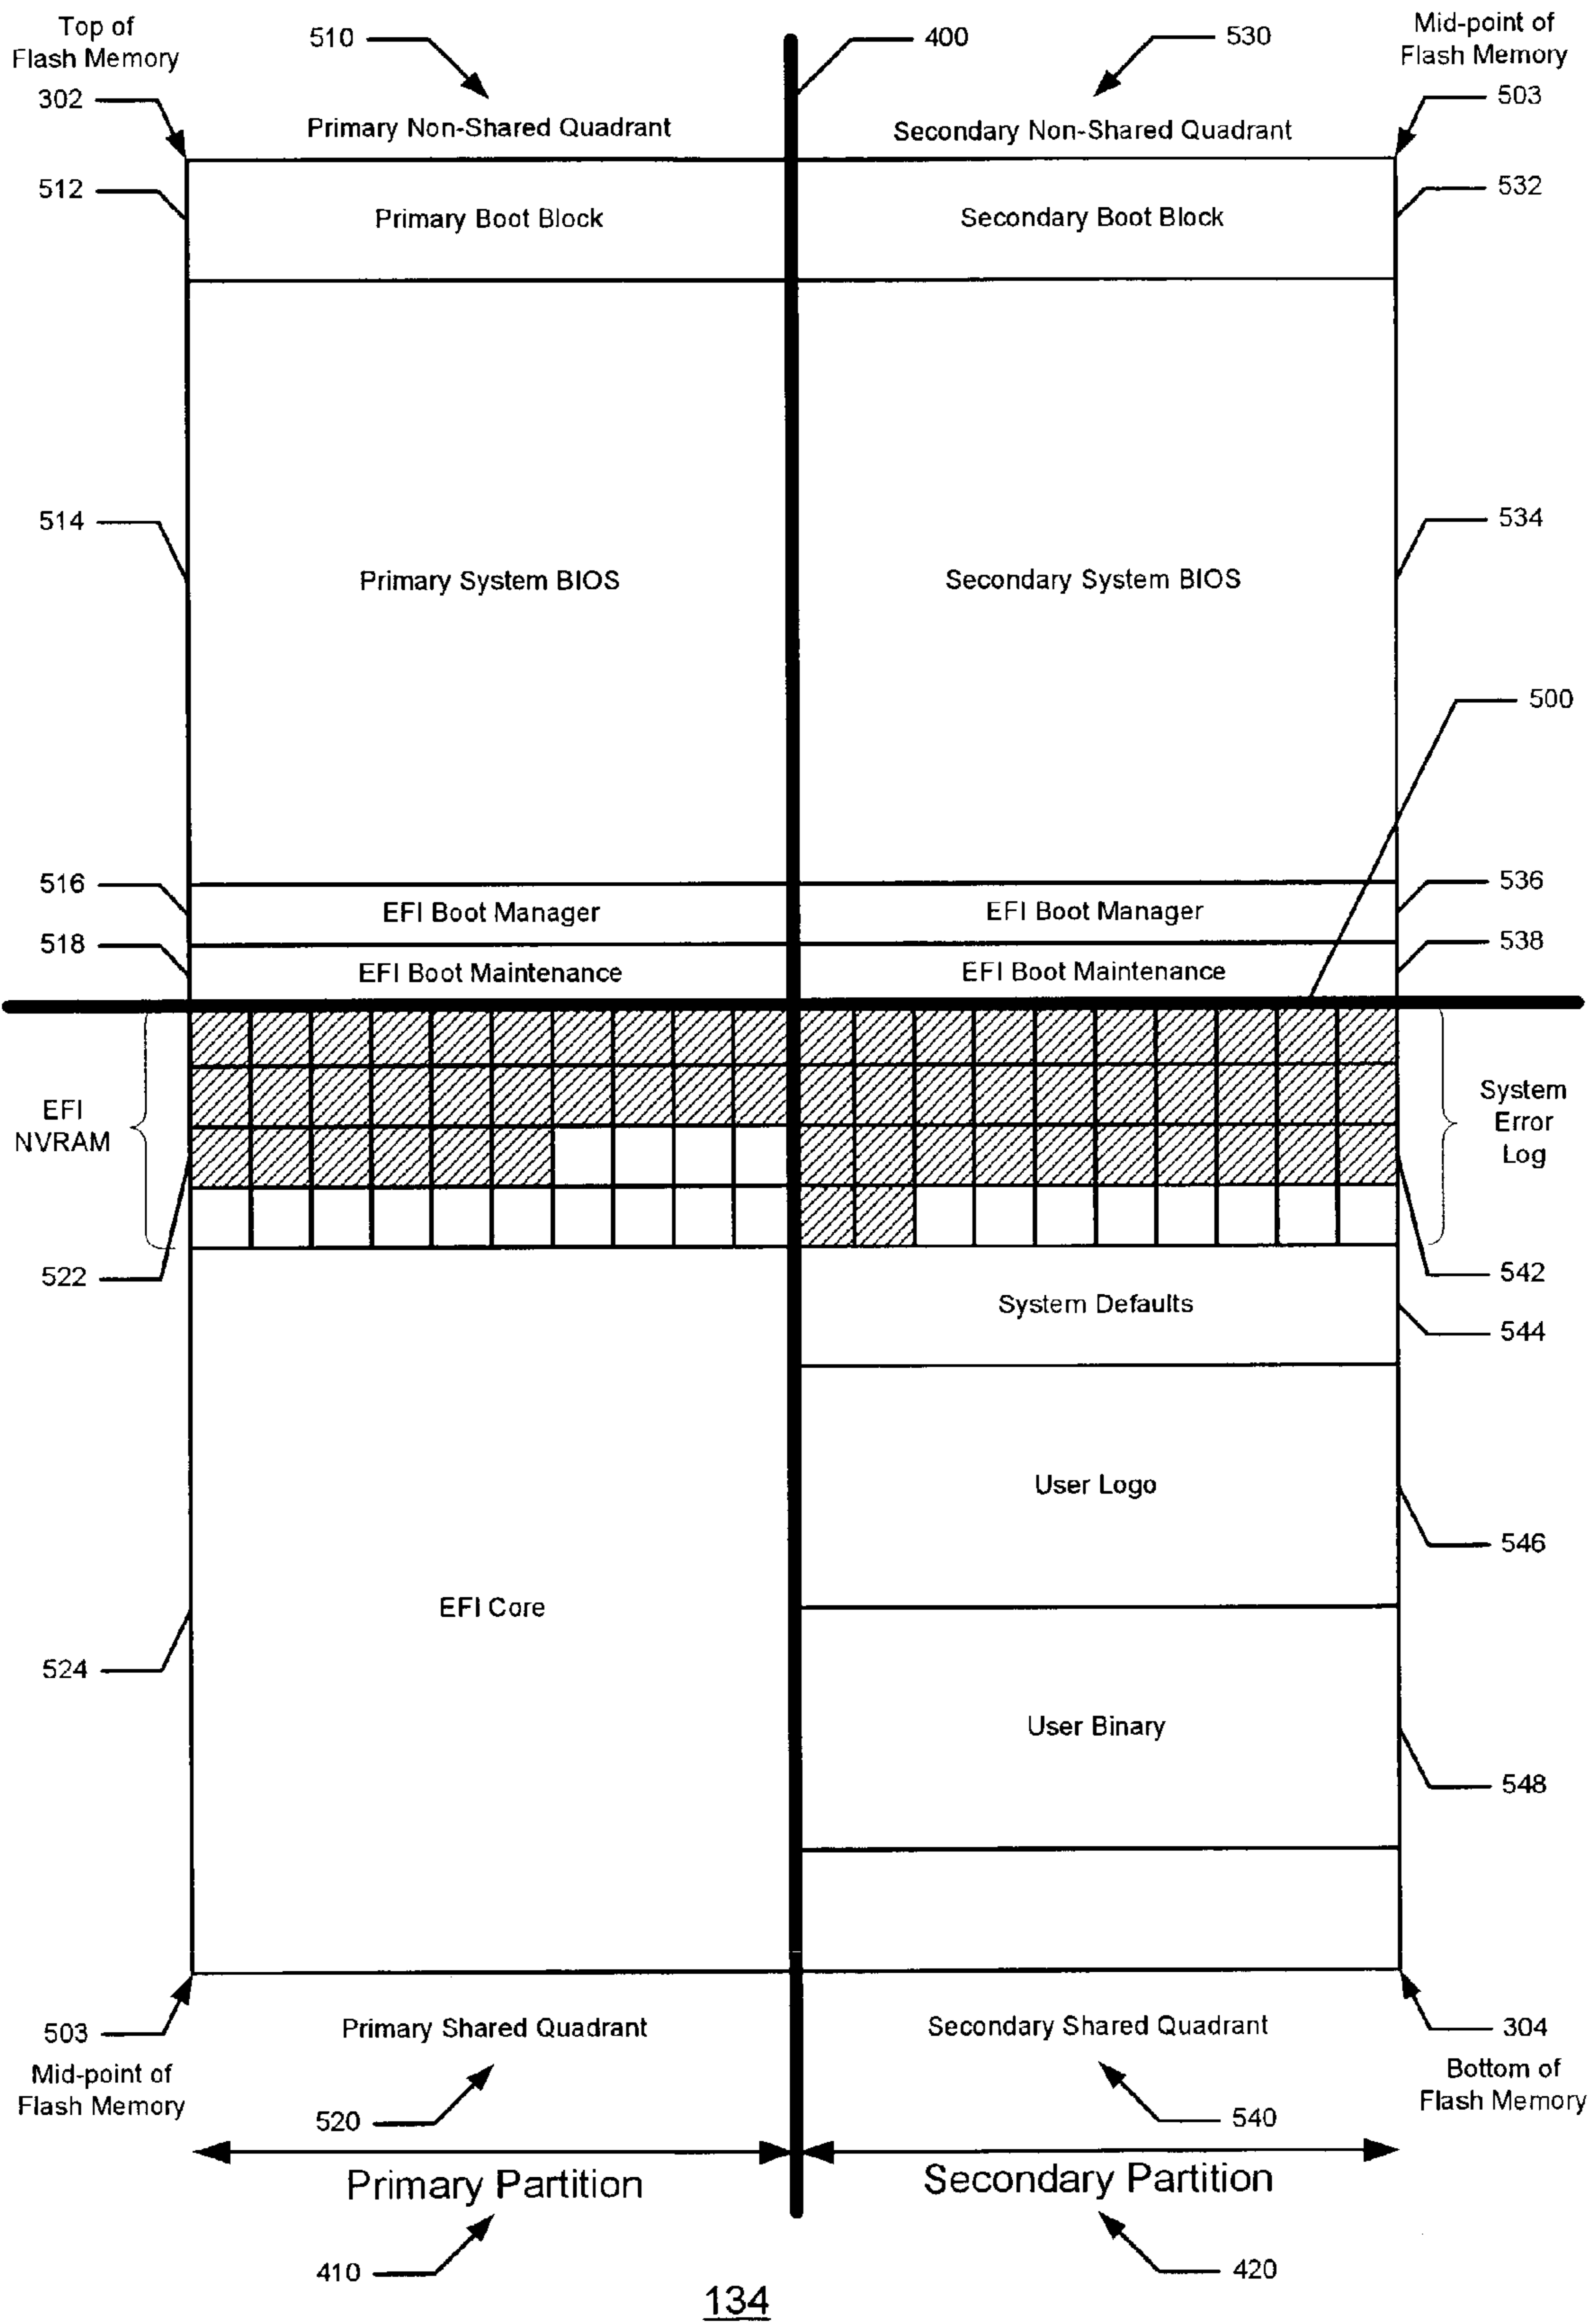 Top of
Flash Memory
302
510
400
530
Mid-point of
Flash Memory
503
Primary Non-Shared Quadrant
Secondary Non-Shared Quadrant
512
Primary Boot Block
Secondary Boot Block
532
514
Primary System BIOS
Secondary System BIOS
534
500
516
EFI Boot Manager
EFI Boot Manager
536
518
EFI Boot Maintenance
EFI Boot Maintenance
538
EFI
NVRAM
System
Error
Log
522
542
System Defaults
544
User Logo
546
EFI Core
524
User Binary
548
503
Mid-point of
Flash Memory
Primary Shared Quadrant
Secondary Shared Quadrant
304
Bottom of
Flash Memory
520
540
Primary Partition
Secondary Partition
410
420
134